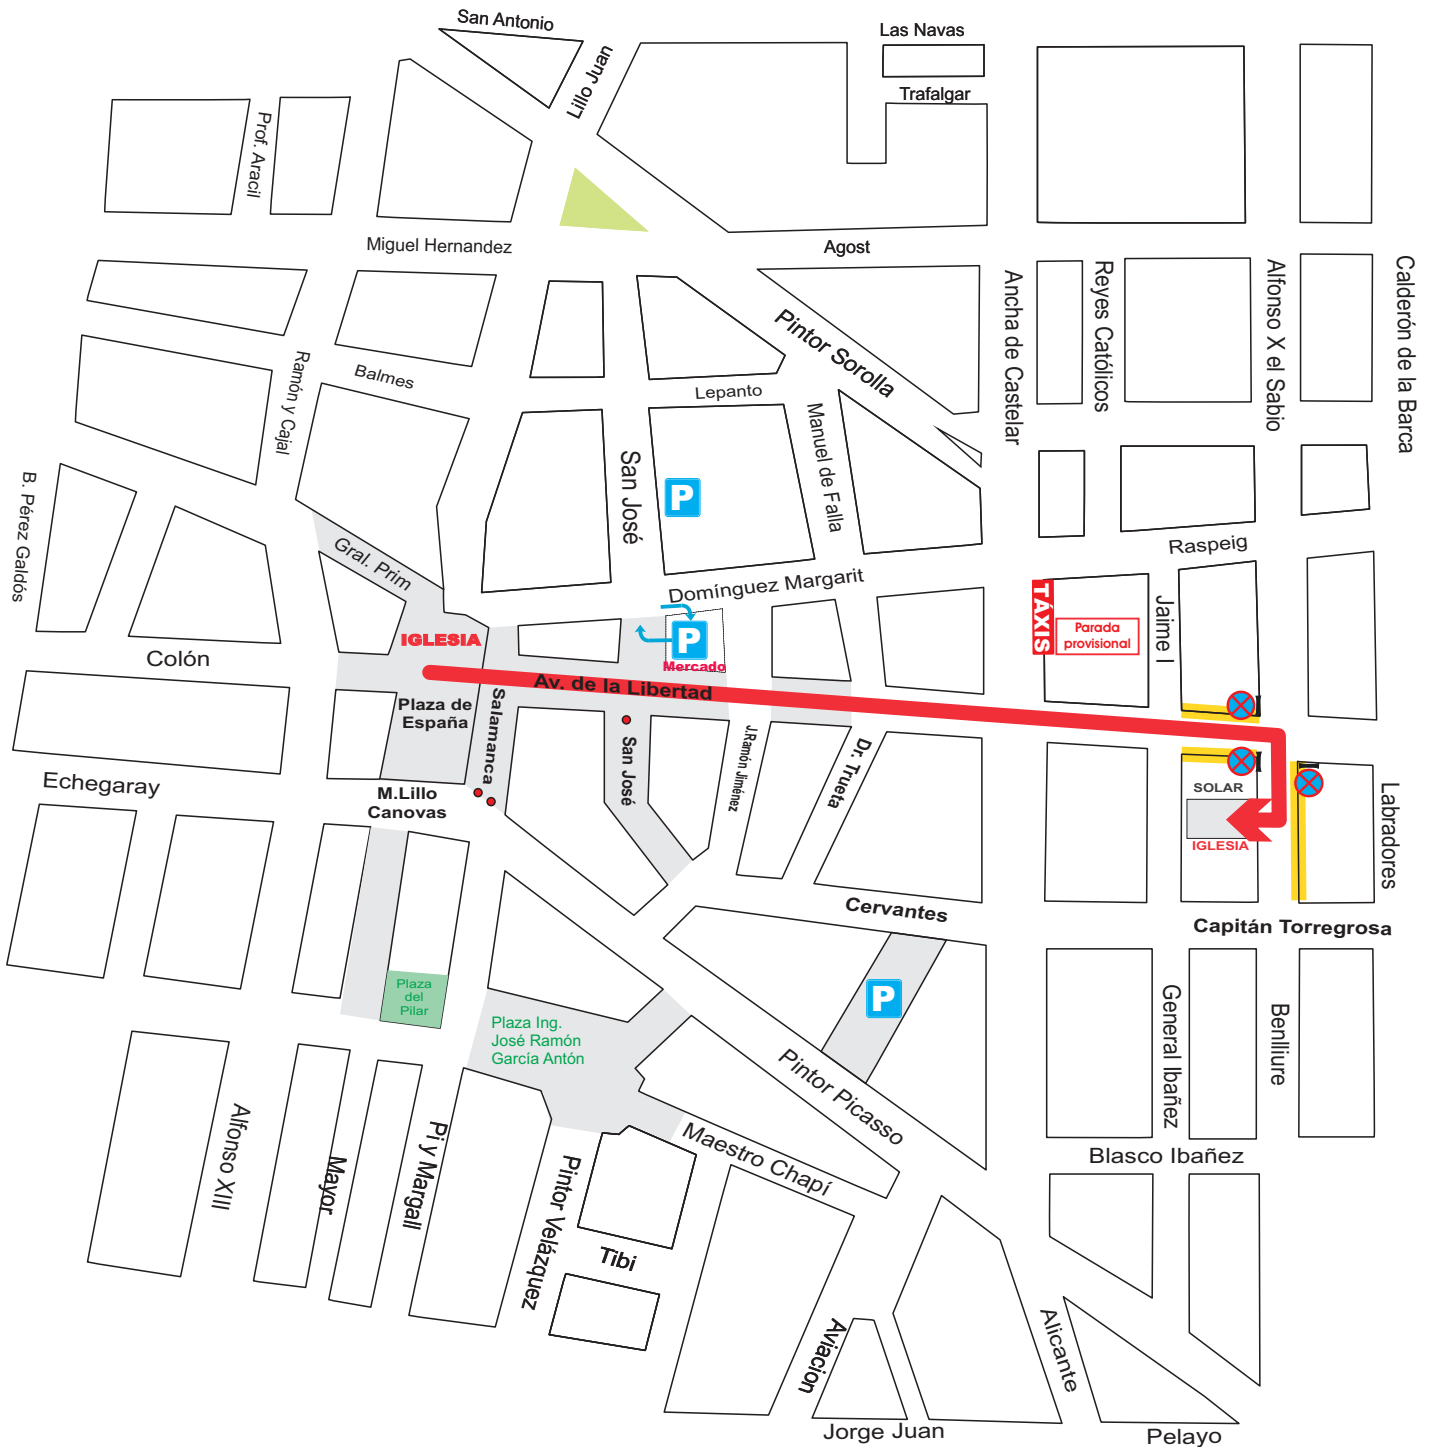 San Antonio
Lillo Juan
Las Navas
Trafalgar
Prof. Aracil
Miguel Hernandez
Agost
Ancha de Castelar
Reyes Católicos
Alfonso X el Sabio
Calderón de la Barca
Pintor Sorolla
Ramón y Cajal
Balmes
Lepanto
Manuel de Falla
B. Pérez Galdós
San José
P
Gral. Prim
Raspeig
Domínguez Margarit
TÁXIS
Parada
provisional
Jaime I
IGLESIA
P
Mercado
Colón
Av. de la Libertad
Plaza de
España
Salamanca
San José
J.Ramón Jiménez
Dr. Trueta
Echegaray
M.Lillo
Canovas
SOLAR
IGLESIA
Labradores
Cervantes
Capitán Torregrosa
Plaza
del
Pilar
P
Plaza Ing.
José Ramón
García Antón
General Ibañez
Benlliure
Pintor Picasso
Alfonso XIII
Mayor
Pi y Margall
Pintor Velázquez
Maestro Chapí
Blasco Ibañez
Tibi
Aviacion
Alicante
Jorge Juan
Pelayo